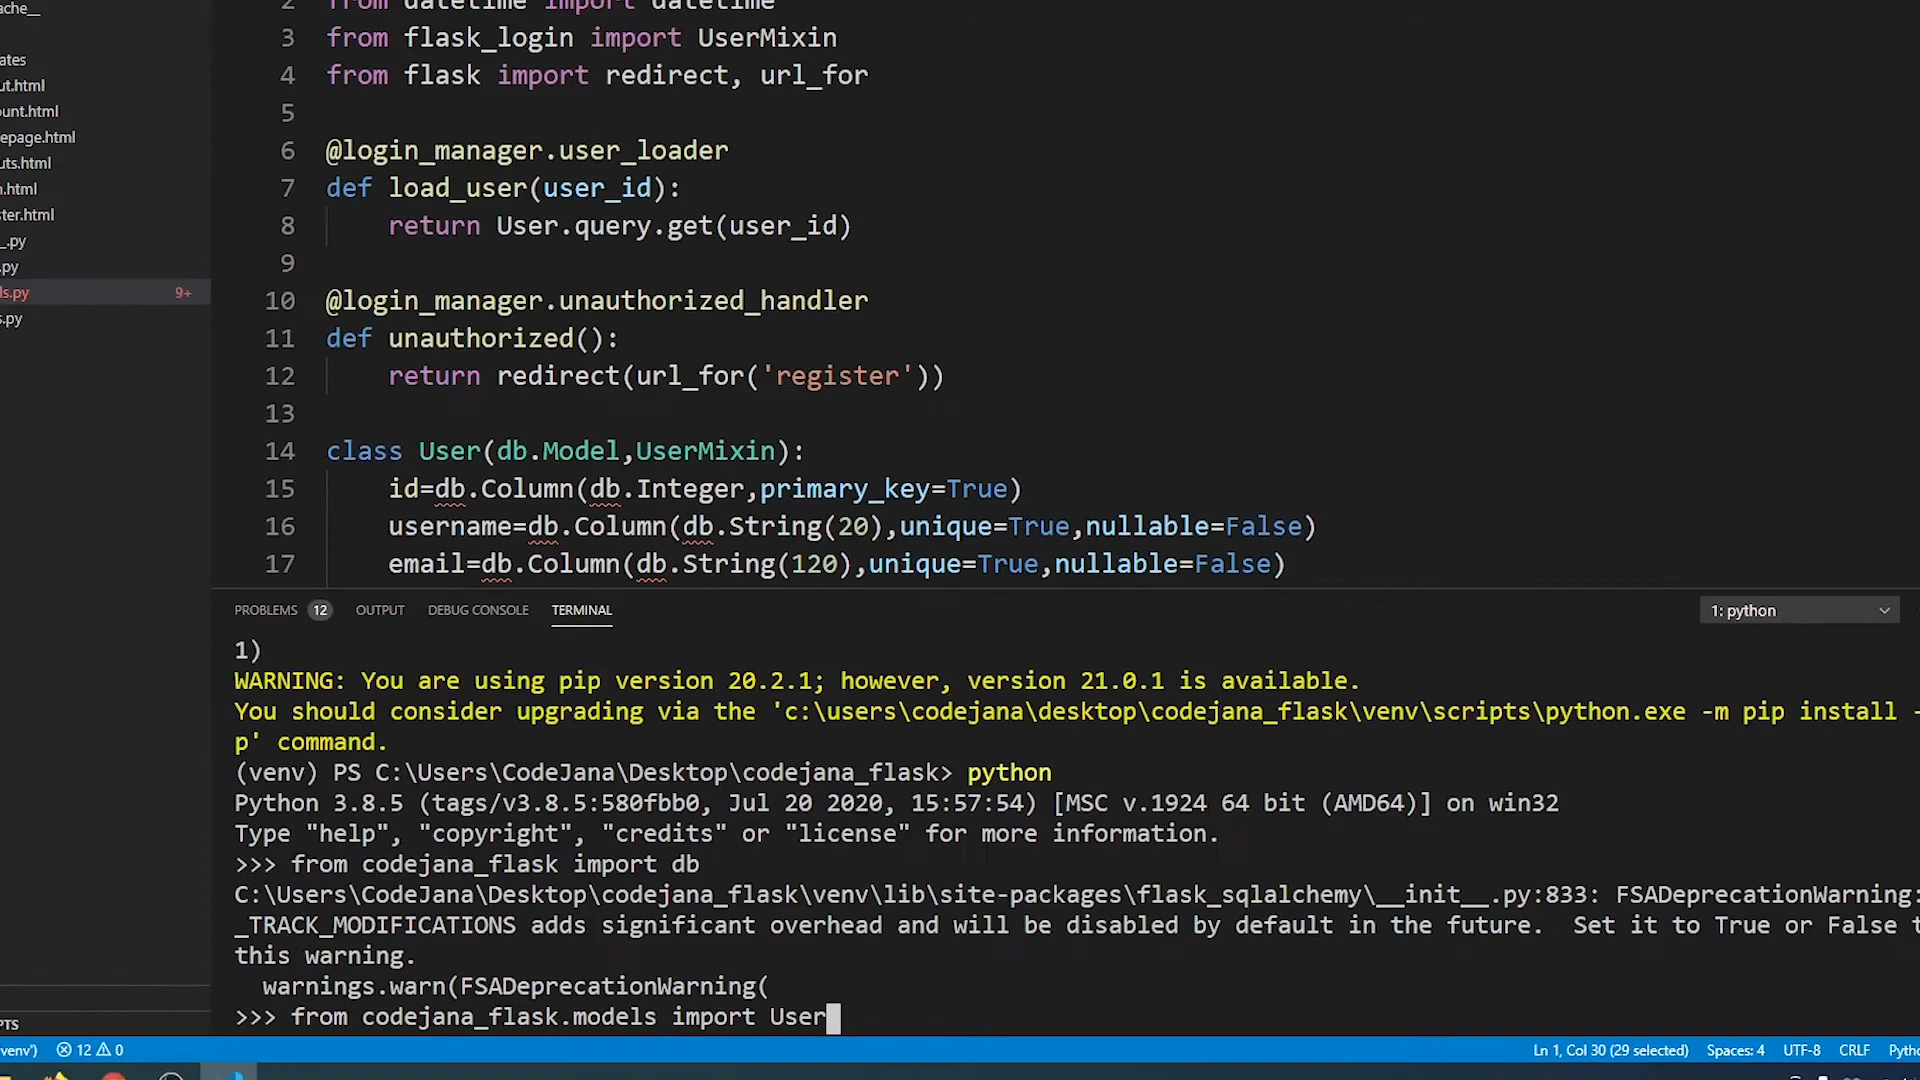 ache__
ates
ut.html
ount.html
epage.html
uts.html
n.html
ster.html
_.py
.py
ls.py 9+
s.py
2 from datetime import datetime
3 from flask_login import UserMixin
4 from flask import redirect, url_for
5
6 @login_manager.user_loader
7 def load_user(user_id):
8 return User.query.get(user_id)
9
10 @login_manager.unauthorized_handler
11 def unauthorized():
12 return redirect(url_for('register'))
13
14 class User(db.Model,UserMixin):
15 id=db.Column(db.Integer,primary_key=True)
16 username=db.Column(db.String(20),unique=True,nullable=False)
17 email=db.Column(db.String(120),unique=True,nullable=False)
PROBLEMS 12 OUTPUT DEBUG CONSOLE TERMINAL 1: python
1)
WARNING: You are using pip version 20.2.1; however, version 21.0.1 is available.
You should consider upgrading via the 'c:\users\codejana\desktop\codejana_flask\venv\scripts\python.exe -m pip install -
p' command.
(venv) PS C:\Users\CodeJana\Desktop\codejana_flask> python
Python 3.8.5 (tags/v3.8.5:580fbb0, Jul 20 2020, 15:57:54) [MSC v.1924 64 bit (AMD64)] on win32
Type "help", "copyright", "credits" or "license" for more information.
>>> from codejana_flask import db
C:\Users\CodeJana\Desktop\codejana_flask\venv\lib\site-packages\flask_sqlalchemy\__init__.py:833: FSADeprecationWarning:
_TRACK_MODIFICATIONS adds significant overhead and will be disabled by default in the future.  Set it to True or False t
this warning.
warnings.warn(FSADeprecationWarning(
>>> from codejana_flask.models import User
PTS
venv') 12 0 Ln 1, Col 30 (29 selected) Spaces: 4 UTF-8 CRLF Pytho